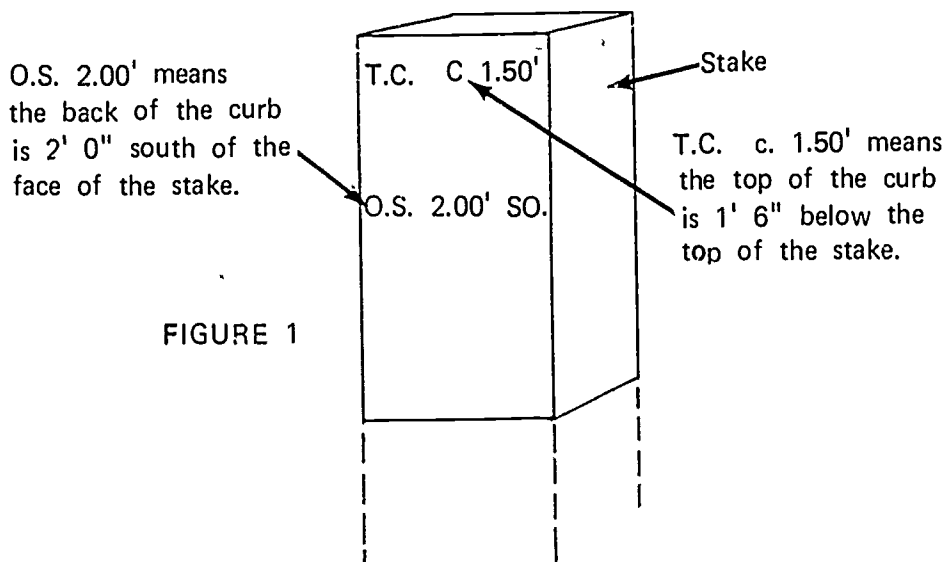 O.S. 2.00' means
the back of the curb
is 2' 0" south of the
face of the stake.
T.C. C 1.50'
O.S. 2.00' SO.
Stake
T.C. c. 1.50' means
the top of the curb
is 1' 6" below the
top of the stake.
FIGURE 1